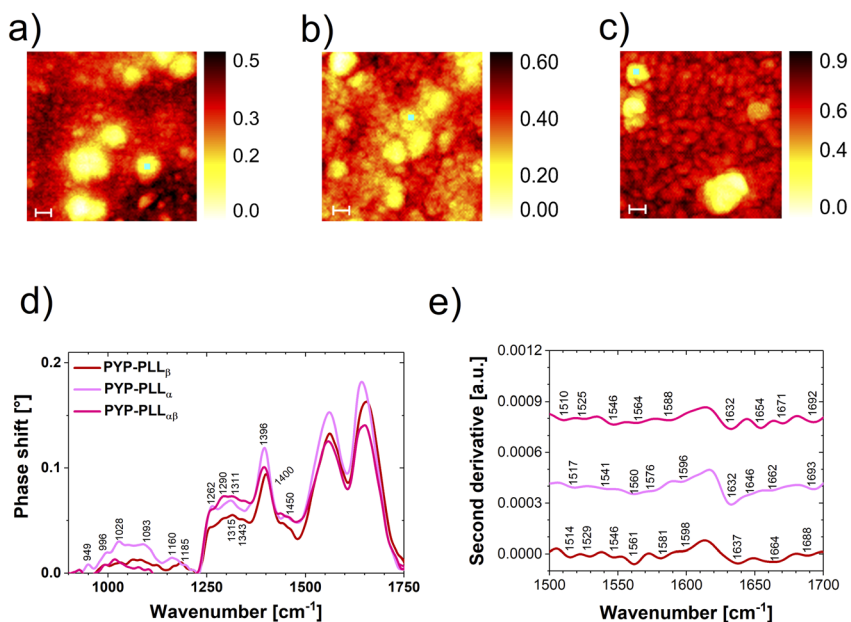 a)
0.5
0.3
0.2
0.0
b)
0.60
0.40
0.20
0.00
c)
0.9
0.6
0.4
0.0
d)
Phase shift [°]
0.2
0.1
0.0
PYP-PLLβ
PYP-PLLα
PYP-PLLαβ
949
996
1028
1093
1160
1185
1262
1290
1311
1315
1343
1396
1400
1450
1000
1250
1500
1750
Wavenumber [cm⁻¹]
e)
Second derivative [a.u.]
0.0012
0.0009
0.0006
0.0003
0.0000
1510 1525 1546 1564 1588 1632 1654 1671 1692
1517 1541 1560 1576 1596 1632 1646 1662 1693
1514 1529 1546 1561 1581 1598 1637 1664 1688
1500 1550 1600 1650 1700
Wavenumber [cm⁻¹]